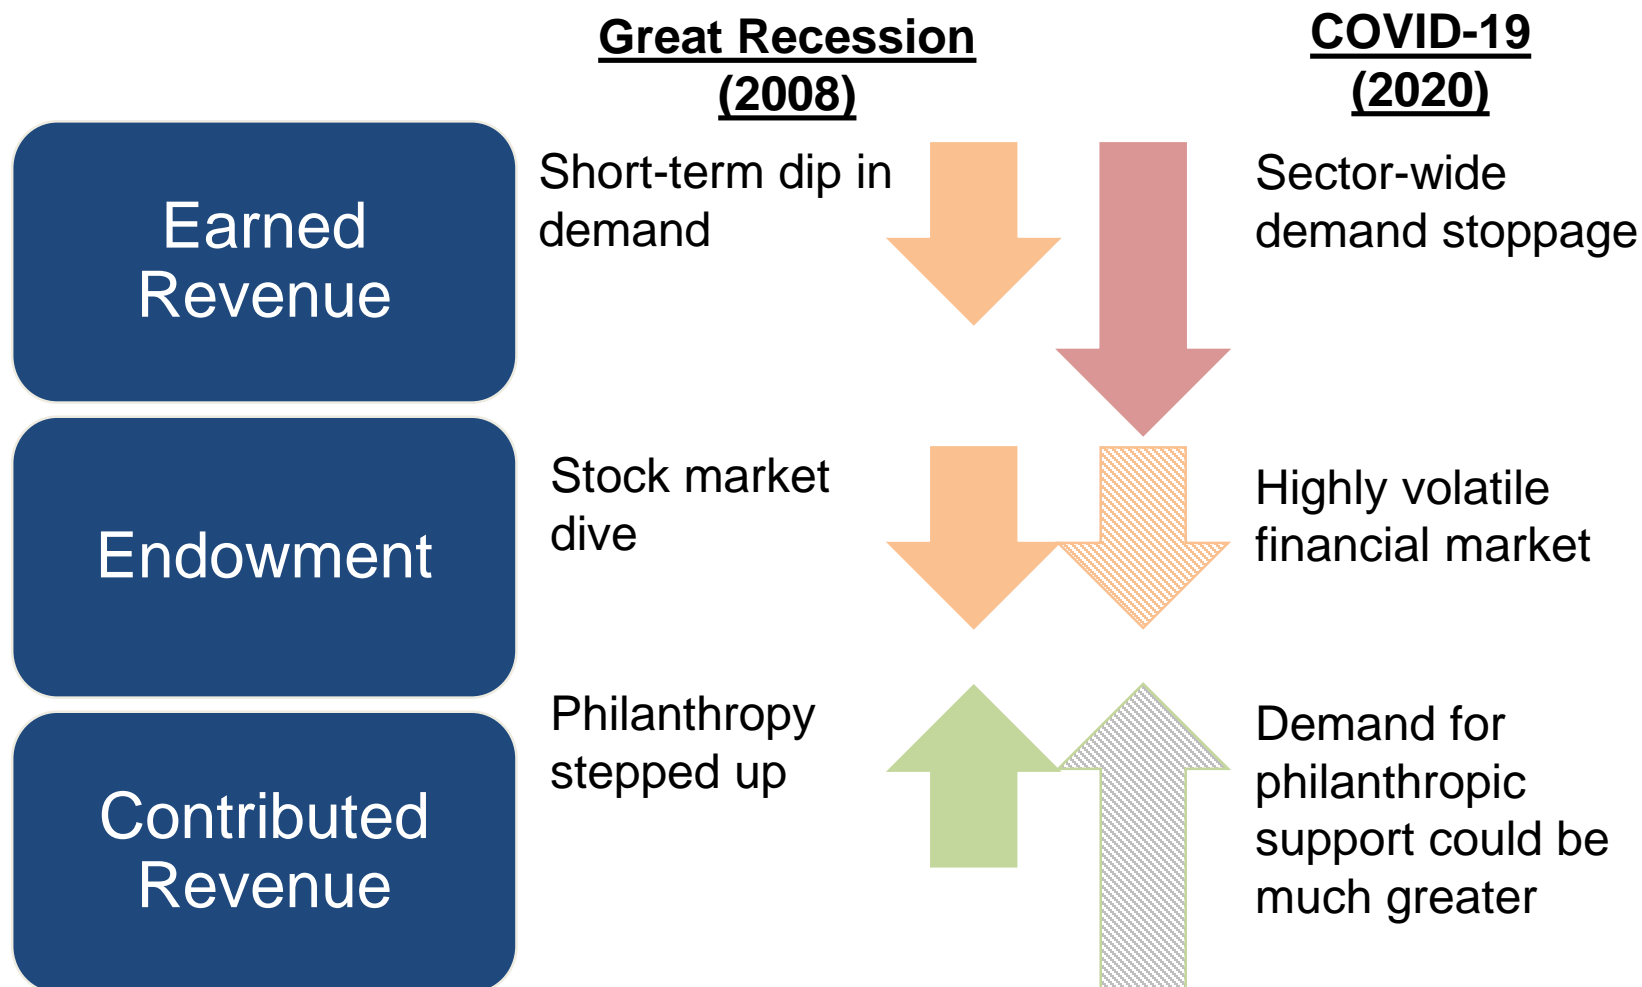 Great Recession
(2008)
COVID-19
(2020)
Earned
Revenue
Short-term dip in
demand
Sector-wide
demand stoppage
Endowment
Stock market
dive
Highly volatile
financial market
Contributed
Revenue
Philanthropy
stepped up
Demand for
philanthropic
support could be
much greater